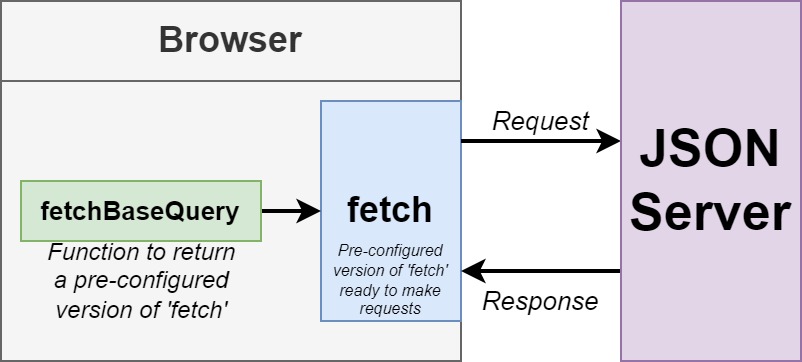 Browser
fetchBaseQuery
Function to return
a pre-configured
version of 'fetch'
fetch
Pre-configured
version of 'fetch'
ready to make
requests
Request
Response
JSON
Server